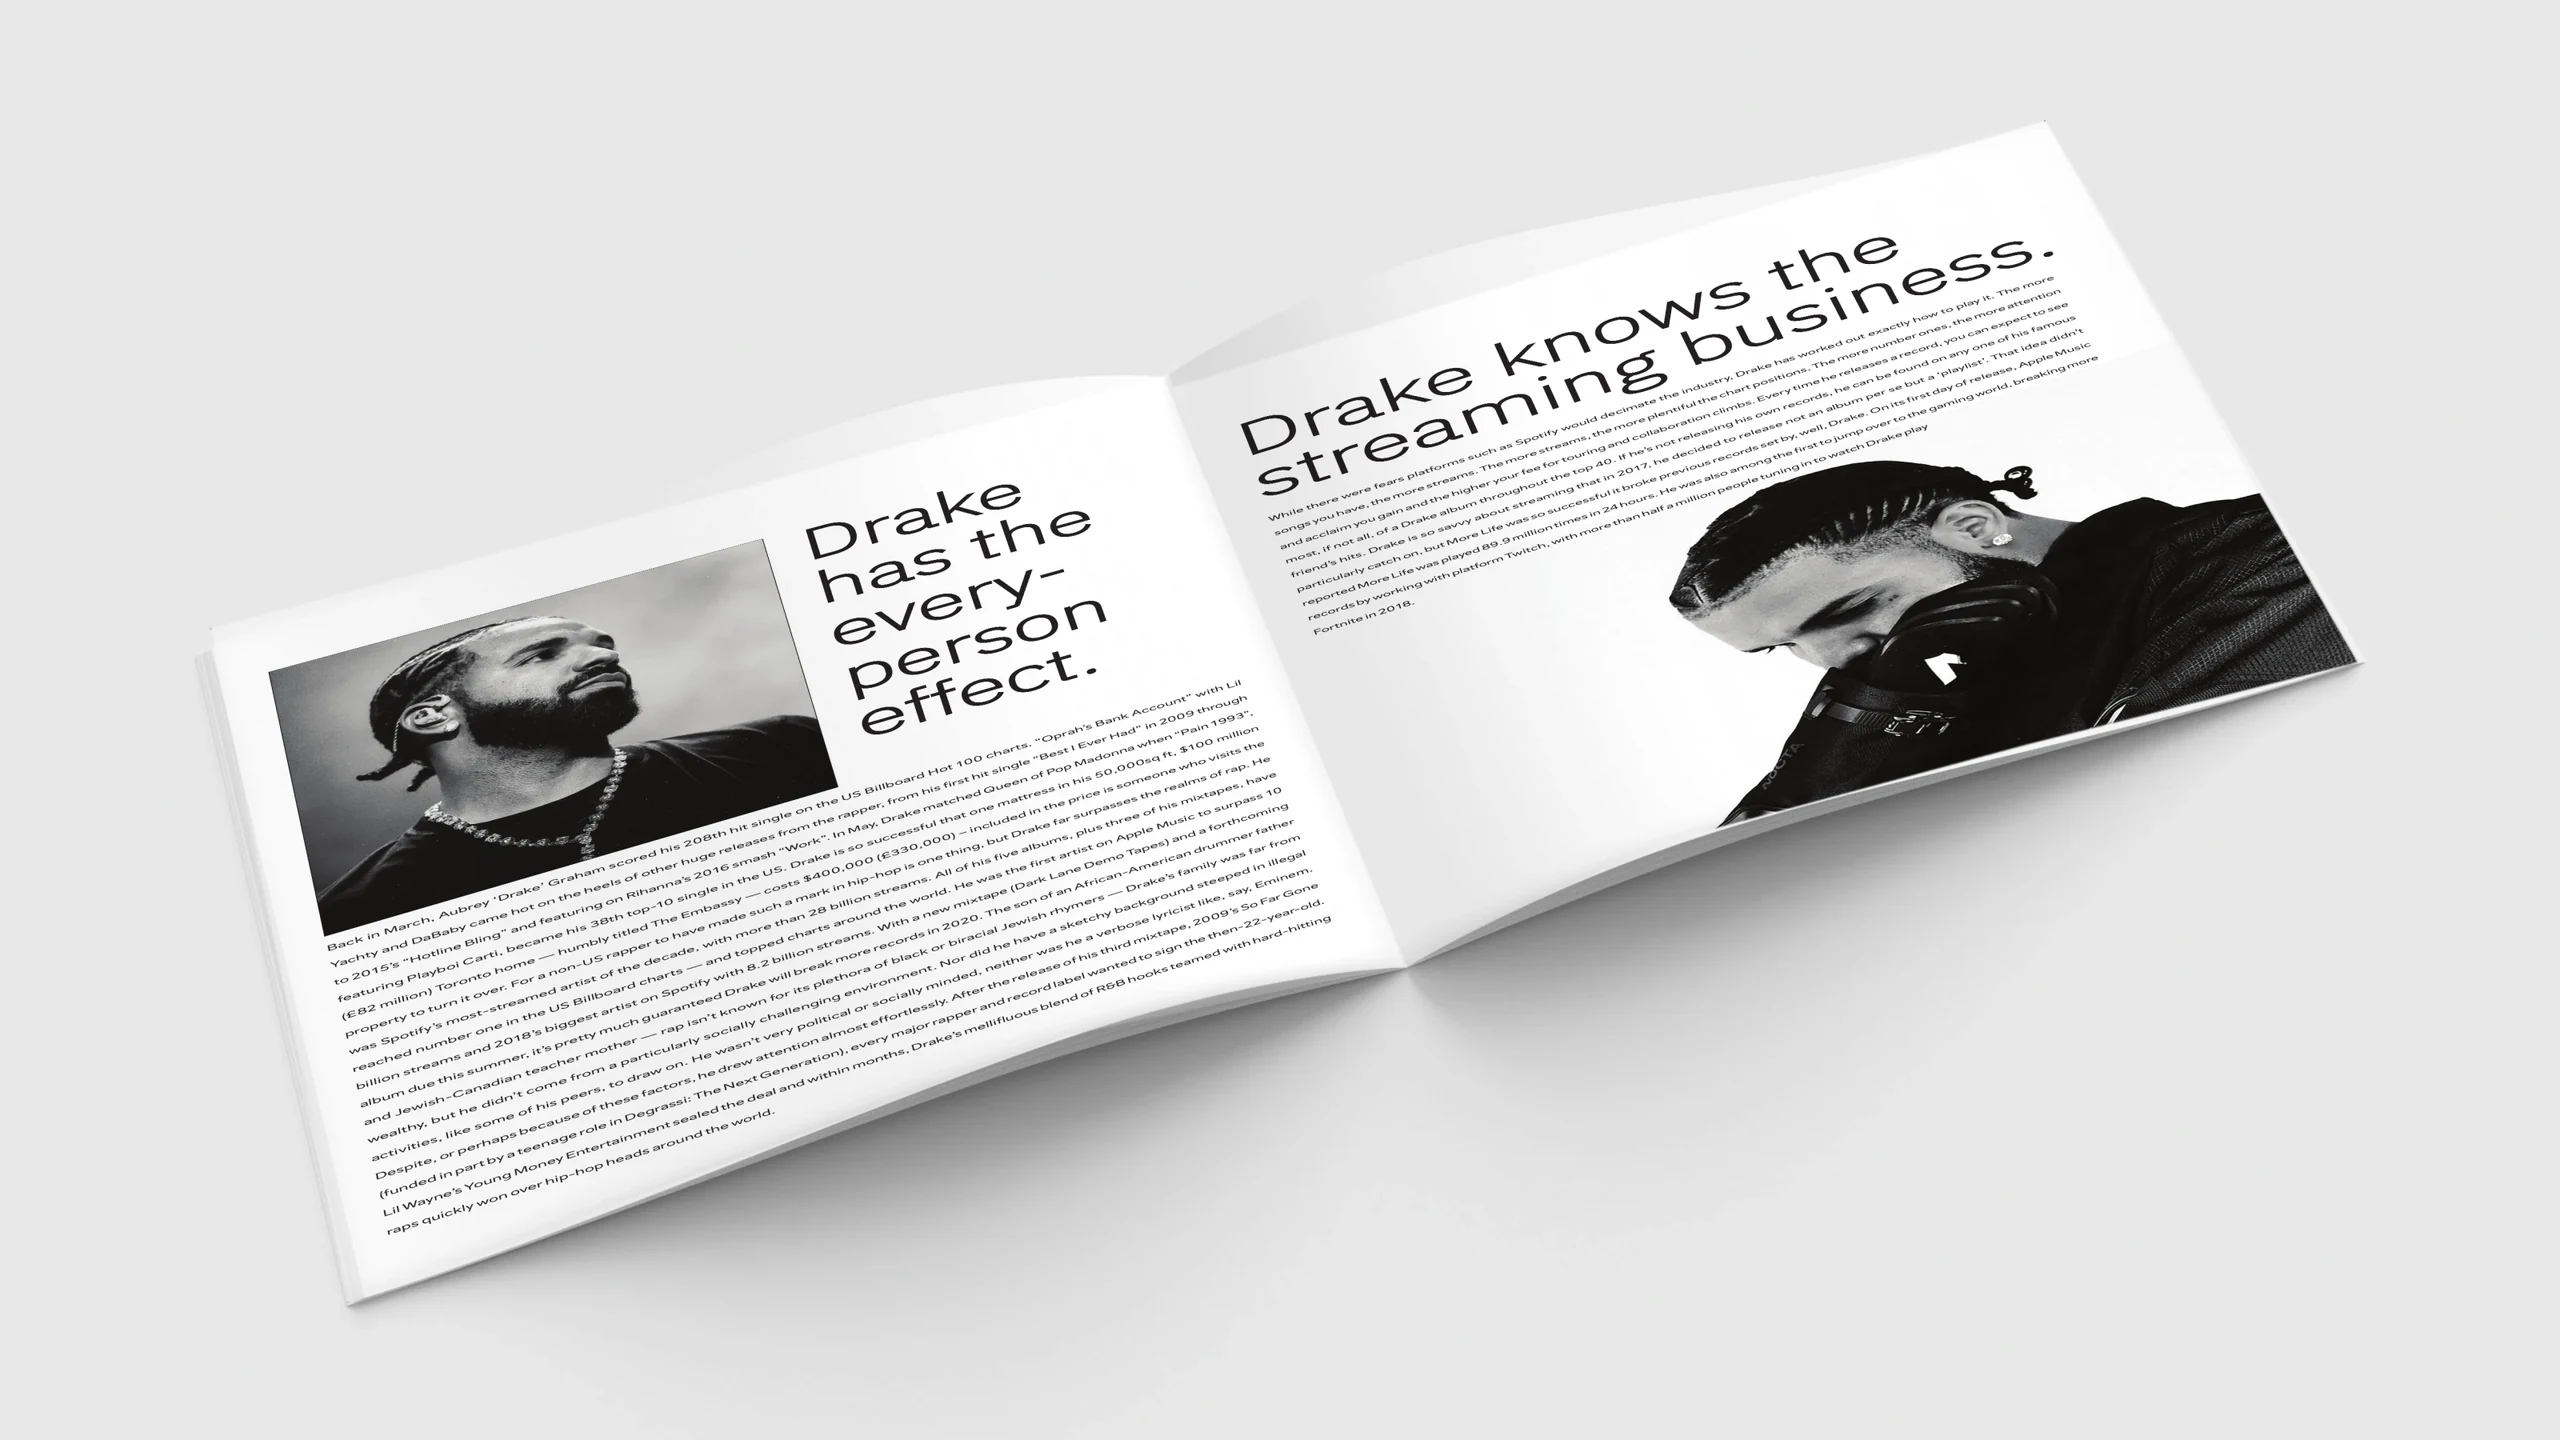 Drake
has the
every-
person
effect.
Back in March, Aubrey ‘Drake’ Graham scored his 208th hit single on the US Billboard Hot 100 charts. “Oprah’s Bank Account” with Lil
Yachty and DaBaby came hot on the heels of other huge releases from the rapper, from his first hit single “Best I Ever Had” in 2009 through
to 2015’s “Hotline Bling” and featuring on Rihanna’s 2016 smash “Work”. In May, Drake matched Queen of Pop Madonna when “Pain 1993”,
featuring Playboi Carti, became his 38th top-10 single in the US. Drake is so successful that one mattress in his 50,000sq ft, $100 million
(£82 million) Toronto home — humbly titled The Embassy — costs $400,000 (£330,000) – included in the price is someone who visits the
property to turn it over. For a non-US rapper to have made such a mark in hip-hop is one thing, but Drake far surpasses the realms of rap. He
was Spotify’s most-streamed artist of the decade, with more than 28 billion streams. All of his five albums, plus three of his mixtapes, have
reached number one in the US Billboard charts — and topped charts around the world. He was the first artist on Apple Music to surpass 10
billion streams and 2018’s biggest artist on Spotify with 8.2 billion streams. With a new mixtape (Dark Lane Demo Tapes) and a forthcoming
album due this summer, it’s pretty much guaranteed Drake will break more records in 2020. The son of an African-American drummer father
and Jewish-Canadian teacher mother — rap isn’t known for its plethora of black or biracial Jewish rhymers — Drake’s family was far from
wealthy, but he didn’t come from a particularly socially challenging environment. Nor did he have a sketchy background steeped in illegal
activities, like some of his peers, to draw on. He wasn’t very political or socially minded, neither was he a verbose lyricist like, say, Eminem.
Despite, or perhaps because of these factors, he drew attention almost effortlessly. After the release of his third mixtape, 2009’s So Far Gone
(funded in part by a teenage role in Degrassi: The Next Generation), every major rapper and record label wanted to sign the then-22-year-old.
Lil Wayne’s Young Money Entertainment sealed the deal and within months, Drake’s mellifluous blend of R&B hooks teamed with hard-hitting
raps quickly won over hip-hop heads around the world.
Drake knows the
streaming business.
While there were fears platforms such as Spotify would decimate the industry, Drake has worked out exactly how to play it. The more
songs you have, the more streams. The more streams, the more plentiful the chart positions. The more number ones, the more attention
and acclaim you gain and the higher your fee for touring and collaboration climbs. Every time he releases a record, you can expect to see
most, if not all, of a Drake album throughout the top 40. If he’s not releasing his own records, he can be found on any one of his famous
friend’s hits. Drake is so savvy about streaming that in 2017, he decided to release not an album per se but a ‘playlist’. That idea didn’t
particularly catch on, but More Life was so successful it broke previous records set by, well, Drake. On its first day of release, Apple Music
reported More Life was played 89.9 million times in 24 hours. He was also among the first to jump over to the gaming world, breaking more
records by working with platform Twitch, with more than half a million people tuning in to watch Drake play
Fortnite in 2018.
NOCTA